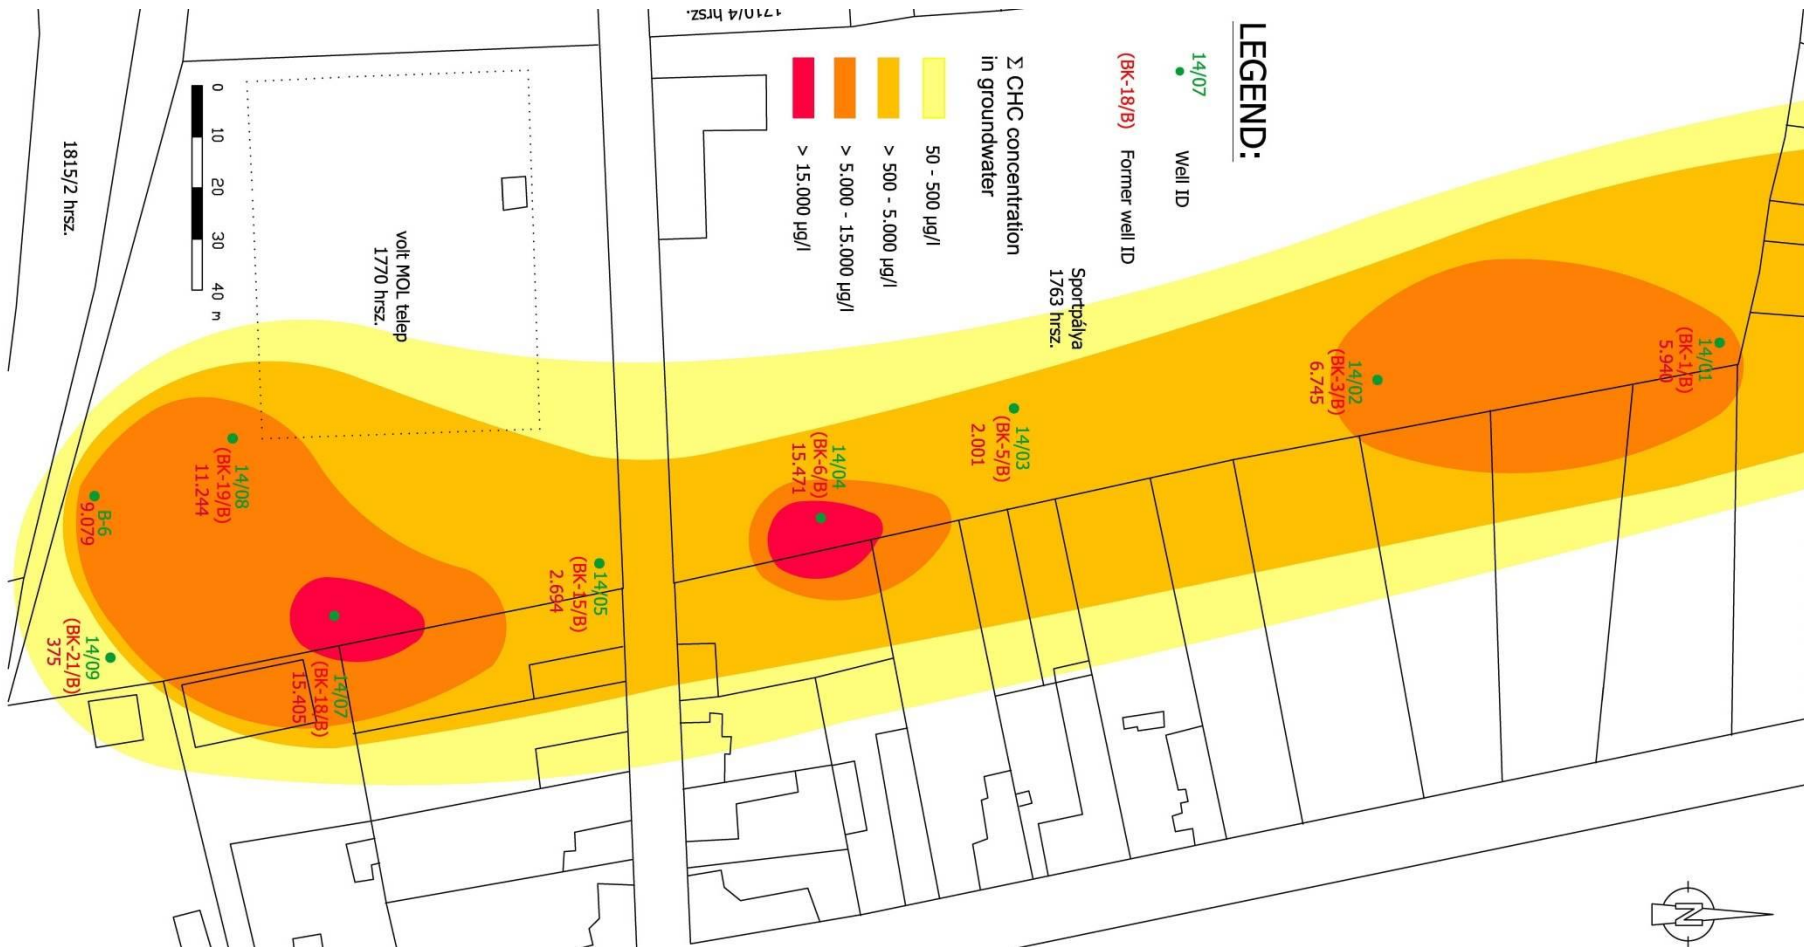 LEGEND:
14/07
Well ID
(BK-18/B)
Former well ID
Σ CHC concentration
in groundwater
50 - 500 µg/l
> 500 - 5.000 µg/l
> 5.000 - 15.000 µg/l
> 15.000 µg/l
1710/4 hrsz.
Sportpálya
1763 hrsz.
volt MOL telep
1770 hrsz.
1815/2 hrsz.
0
10
20
30
40 m
14/01
(BK-1/B)
5.940
14/02
(BK-3/B)
6.745
14/03
(BK-5/B)
2.001
14/04
(BK-6/B)
15.471
14/05
(BK-15/B)
2.694
14/07
(BK-18/B)
15.405
14/08
(BK-19/B)
11.244
B-6
9.079
14/09
(BK-21/B)
375
N